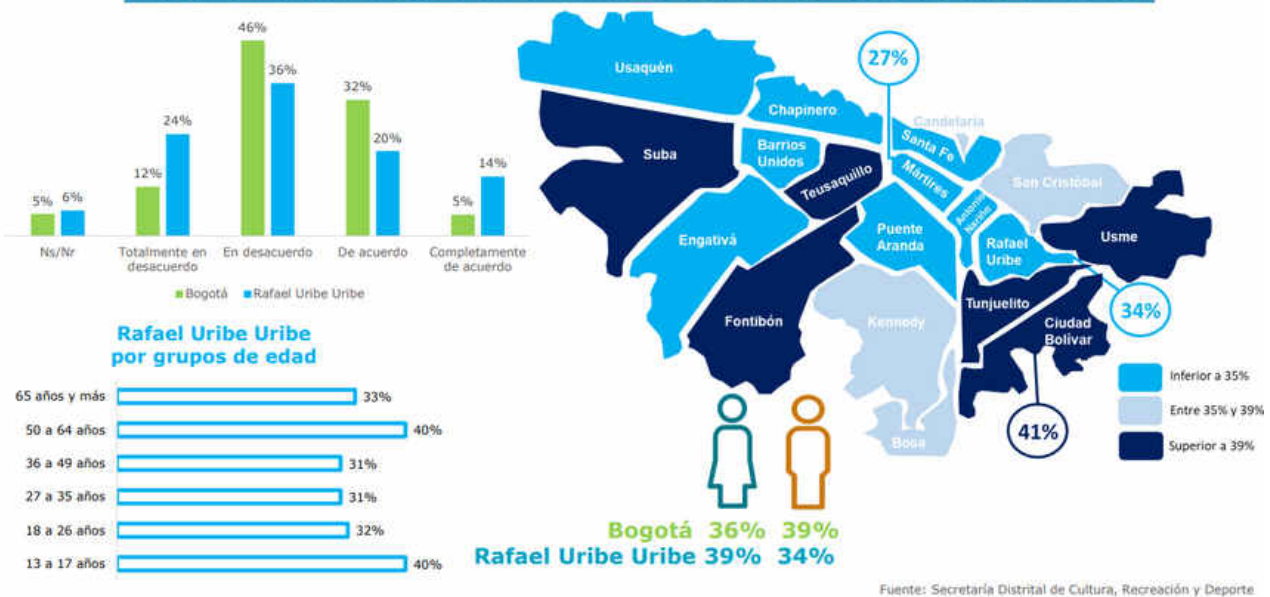 46%
36%
32%
24%
20%
12%
14%
5%
6%
5%
Ns/Nr
Totalmente en
desacuerdo
En desacuerdo
De acuerdo
Completamente
de acuerdo
Bogotá
Rafael Uribe Uribe
Rafael Uribe Uribe
por grupos de edad
65 años y más
33%
50 a 64 años
40%
36 a 49 años
31%
27 a 35 años
31%
18 a 26 años
32%
13 a 17 años
40%
Usaquén
27%
Chapinero
Candelaria
Santa Fe
Suba
Barrios
Unidos
Teusaquillo
Mártires
San Cristóbal
Antonio
Nariño
Engativá
Puente
Aranda
Rafael
Uribe
Usme
Fontibón
Kennedy
Tunjuelito
34%
Ciudad
Bolívar
Bosa
41%
Inferior a 35%
Entre 35% y 39%
Superior a 39%
Bogotá 36% 39%
Rafael Uribe Uribe 39% 34%
Fuente: Secretaría Distrital de Cultura, Recreación y Deporte